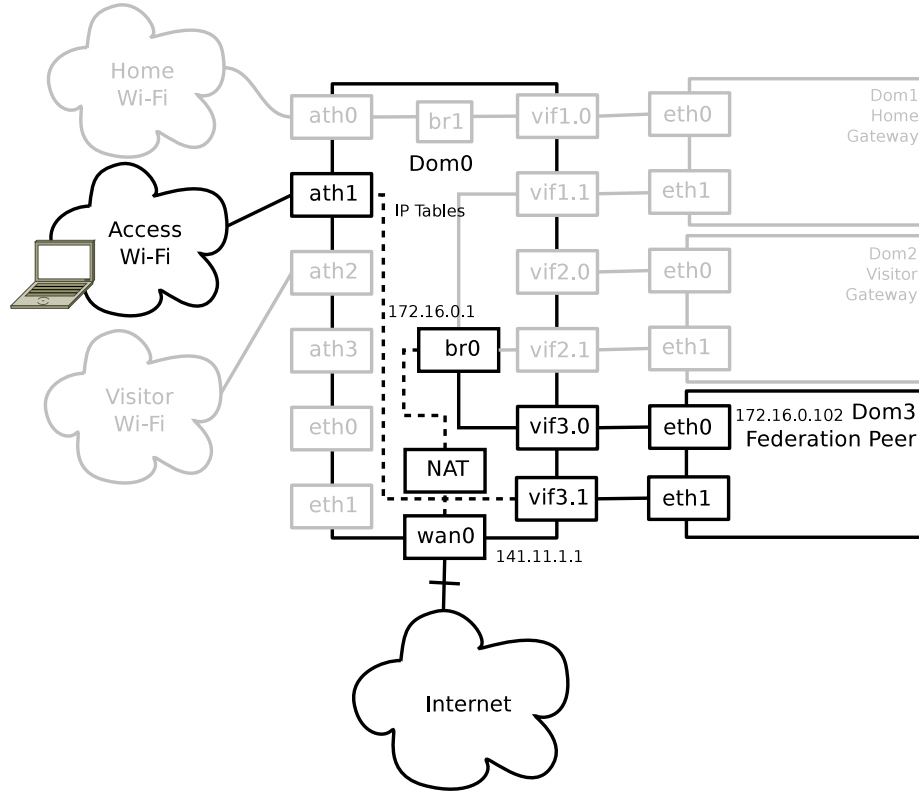 Home
Wi-Fi
ath0
br1
vif1.0
eth0
Dom1
Home
Gateway
Dom0
ath1
IP Tables
vif1.1
eth1
Access
Wi-Fi
ath2
vif2.0
eth0
Dom2
Visitor
Gateway
172.16.0.1
ath3
br0
vif2.1
eth1
Visitor
Wi-Fi
eth0
vif3.0
eth0
172.16.0.102 Dom3
Federation Peer
NAT
eth1
vif3.1
eth1
wan0
141.11.1.1
Internet